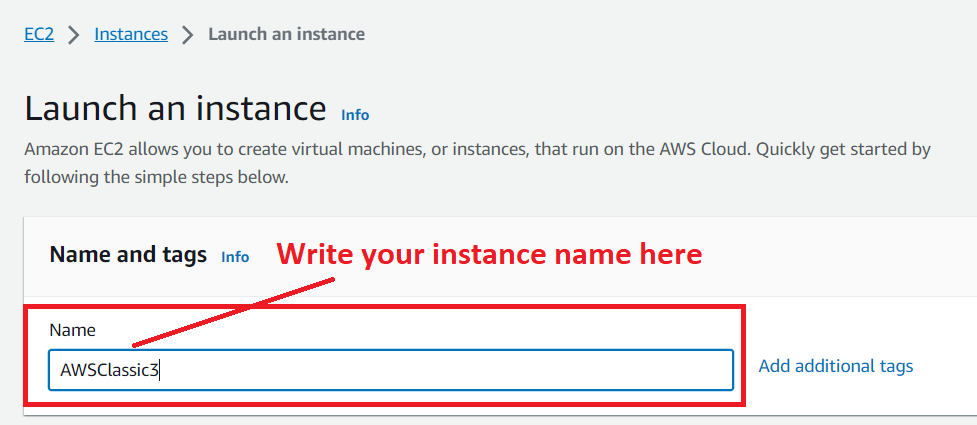 EC2 > Instances > Launch an instance
Launch an instance Info
Amazon EC2 allows you to create virtual machines, or instances, that run on the AWS Cloud. Quickly get started by
following the simple steps below.
Name and tags Info Write your instance name here
Name
AWSClassic3
Add additional tags